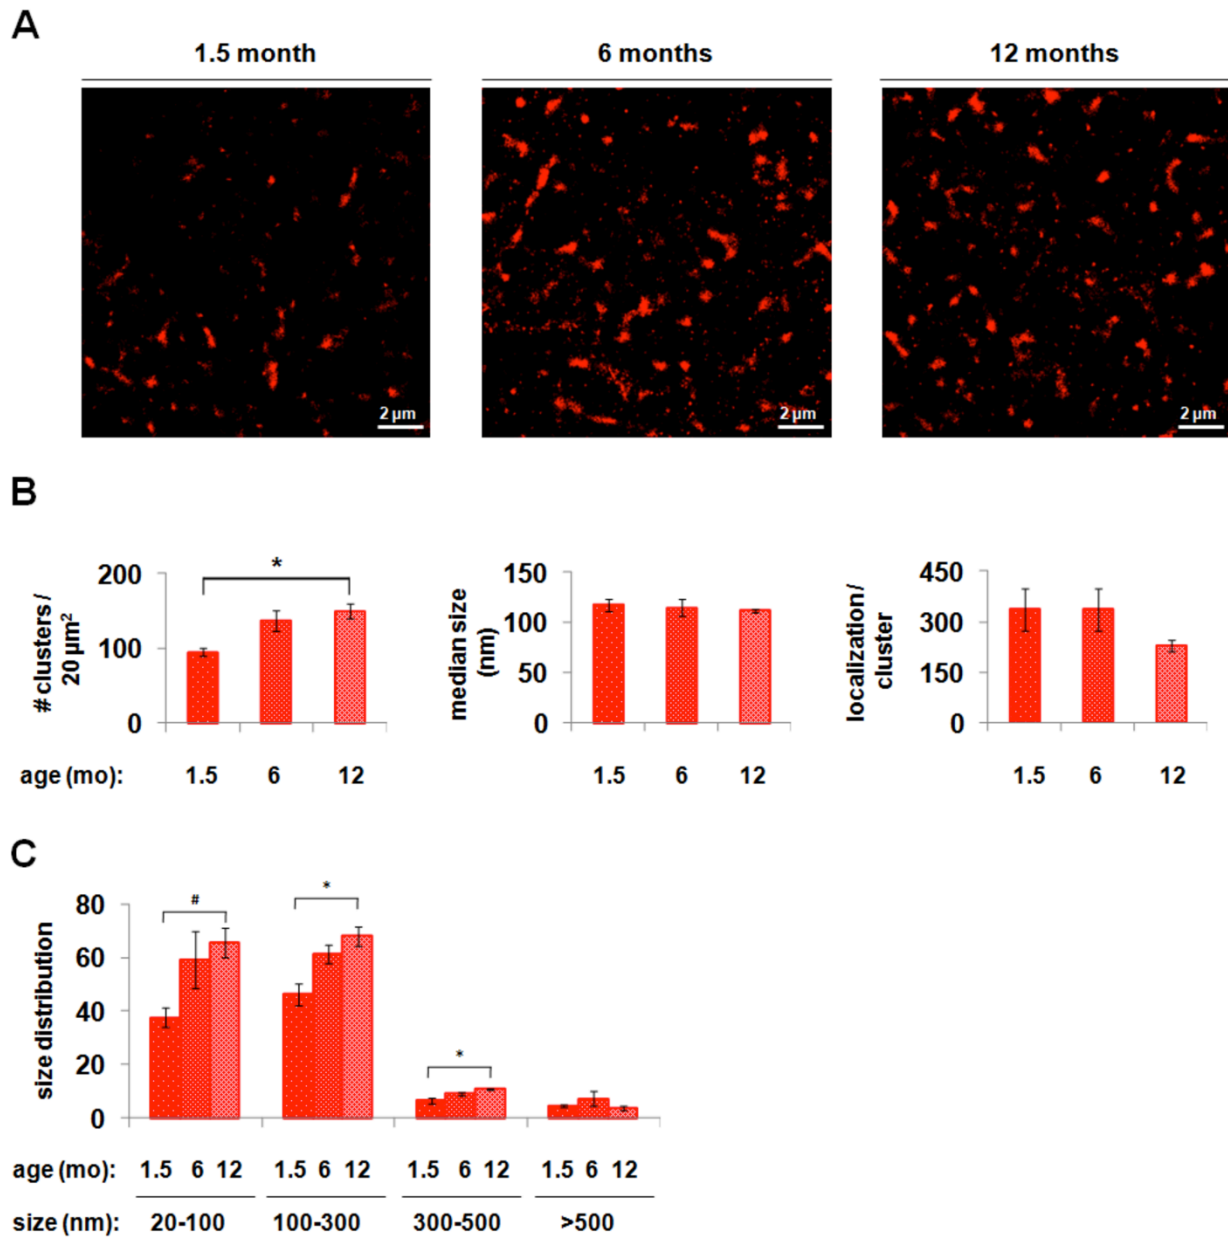 A
1.5 month 6 months 12 months
2 µm 2 µm 2 µm
B
# clusters / 20 µm²
200
100
0
*
age (mo): 1.5 6 12
median size (nm)
150
100
50
0
1.5 6 12
localization / cluster
450
300
150
0
1.5 6 12
C
size distribution
80
60
40
20
0
# * *
age (mo): 1.5 6 12 1.5 6 12 1.5 6 12 1.5 6 12
size (nm): 20-100 100-300 300-500 >500